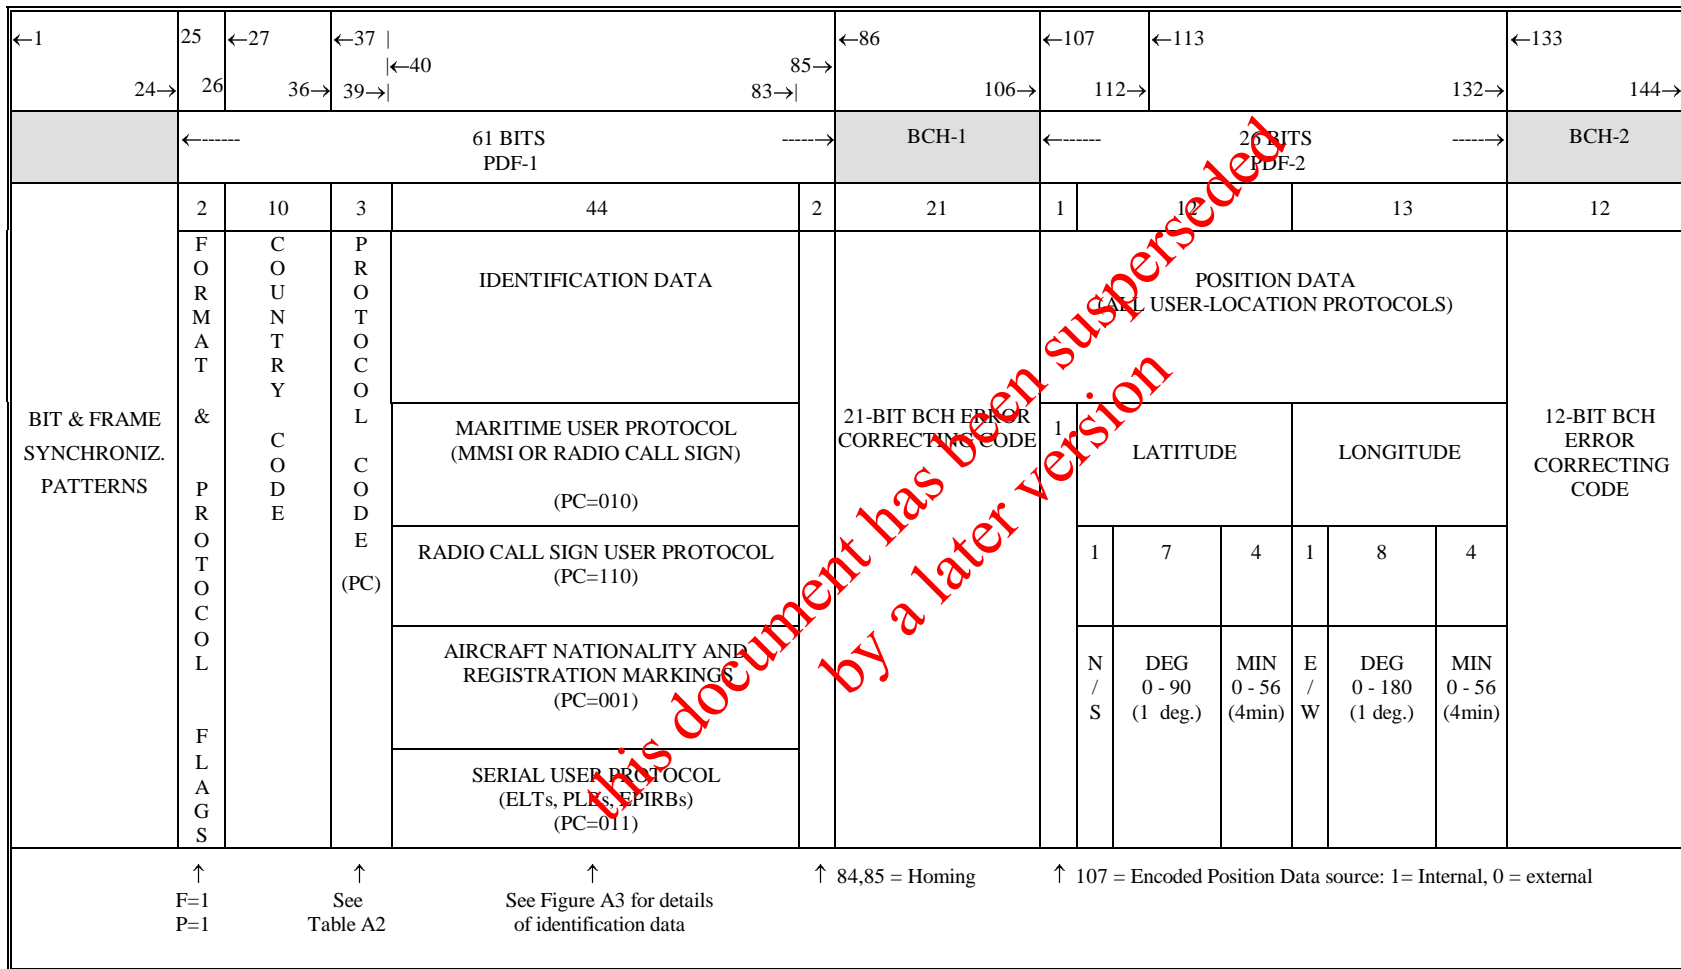 ←1 25 ←27 ←37 | ←86 ←107 ←113 ←133
|←40 85→
24→ 26 36→ 39→| 83→| 106→ 112→ 132→ 144→
←------ 61 BITS ------→ BCH-1 ←------ 26 BITS ------→ BCH-2
PDF-1 PDF-2
2 10 3 44 2 21 1 12 13 12
BIT & FRAME
SYNCHRONIZ.
PATTERNS
FORMAT & PROTOCOL FLAGS
COUNTRY CODE
PROTOCOL CODE
(PC)
IDENTIFICATION DATA
MARITIME USER PROTOCOL
(MMSI OR RADIO CALL SIGN)
(PC=010)
RADIO CALL SIGN USER PROTOCOL
(PC=110)
AIRCRAFT NATIONALITY AND
REGISTRATION MARKINGS
(PC=001)
SERIAL USER PROTOCOL
(ELTs, PLBs, EPIRBs)
(PC=011)
21-BIT BCH ERROR
CORRECTING CODE
POSITION DATA
(ALL USER-LOCATION PROTOCOLS)
1 LATITUDE LONGITUDE
1 7 4 1 8 4
N DEG MIN E DEG MIN
/ 0 - 90 0 - 56 / 0 - 180 0 - 56
S (1 deg.) (4min) W (1 deg.) (4min)
12-BIT BCH
ERROR
CORRECTING
CODE
↑ ↑ ↑ ↑ 84,85 = Homing ↑ 107 = Encoded Position Data source: 1= Internal, 0 = external
F=1 See See Figure A3 for details
P=1 Table A2 of identification data
this document has been susperseded
by a later version